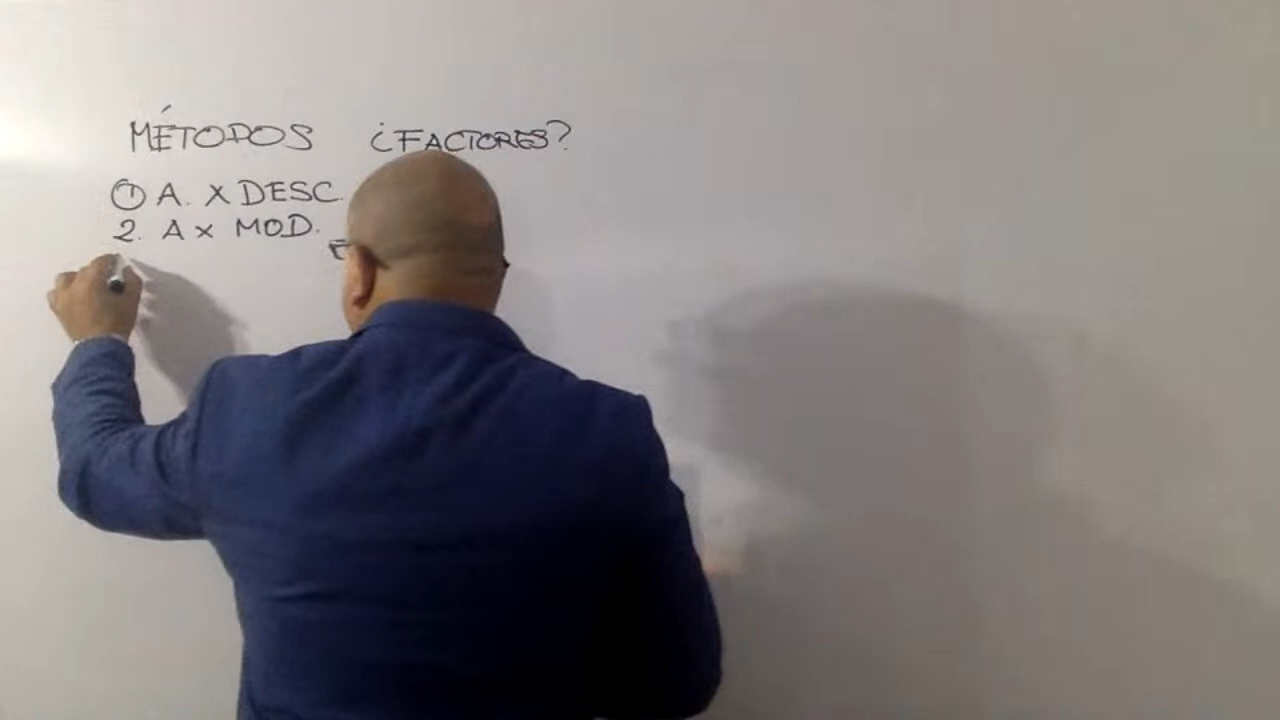 MÉTODOS ¿FACTORES?
① A. X DESC.
2. A X MOD.